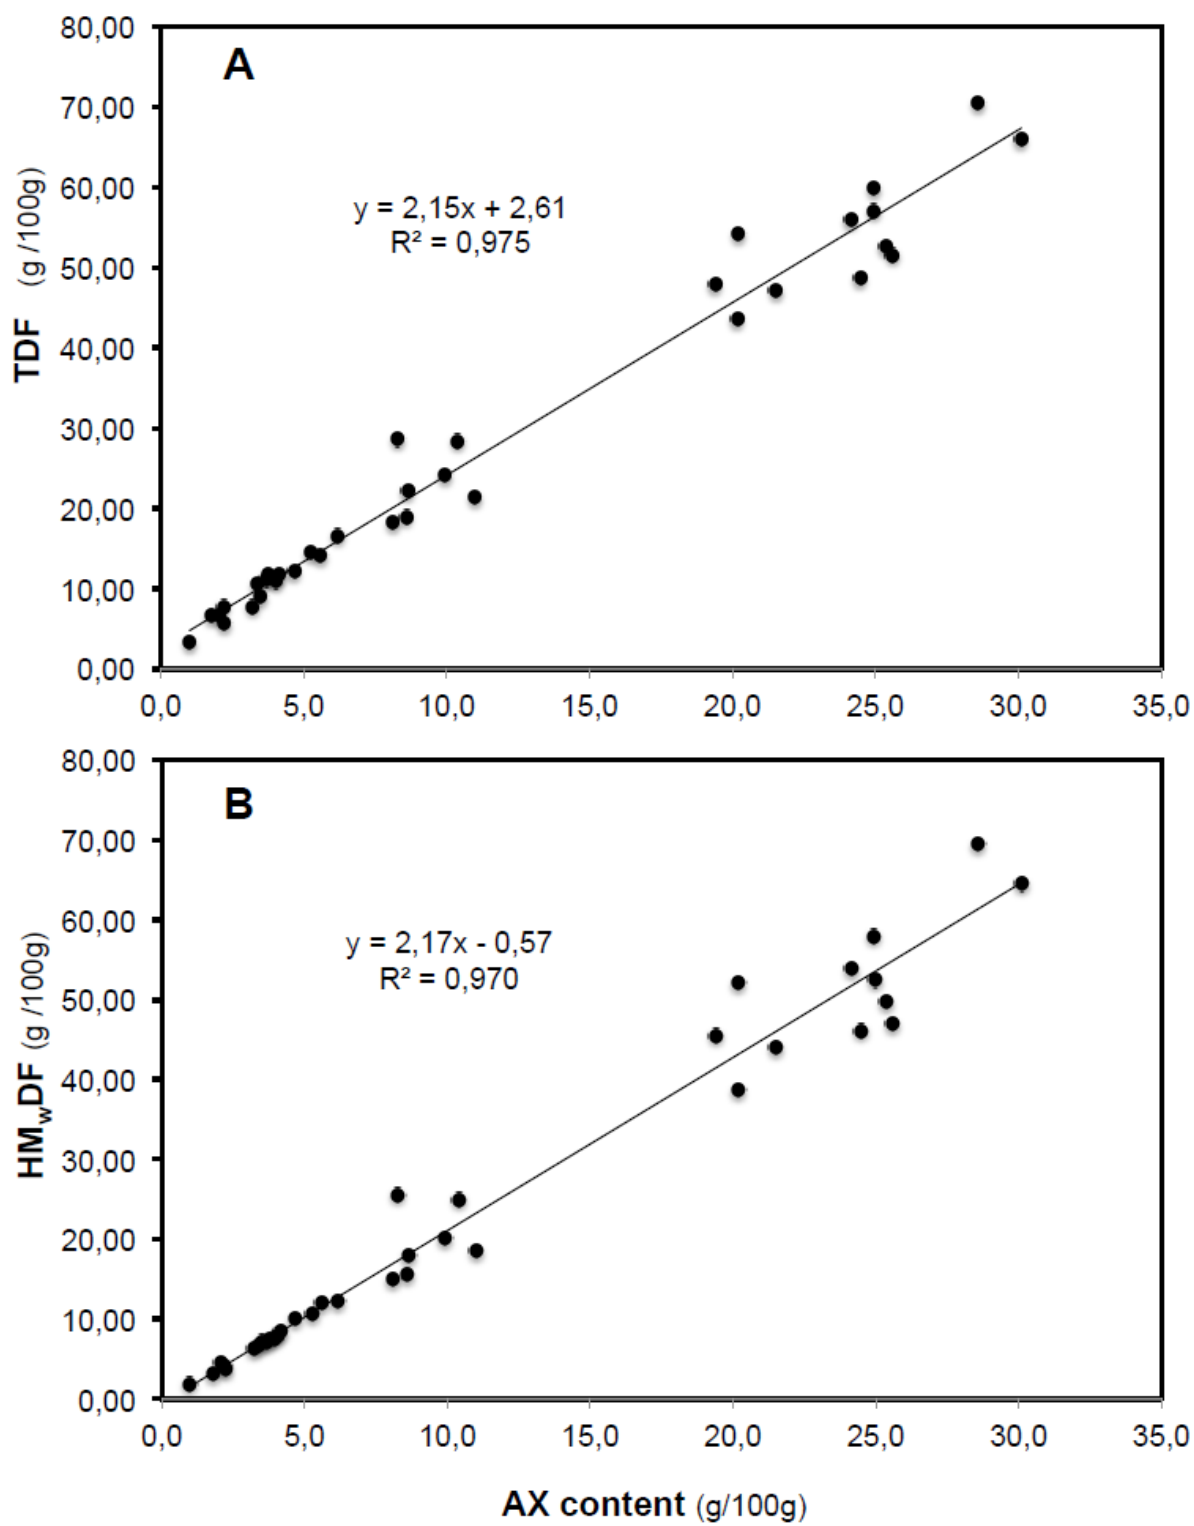 A
80,00
70,00
60,00
50,00
40,00
30,00
20,00
10,00
0,00
TDF (g /100g)
y = 2,15x + 2,61
R² = 0,975
0,0 5,0 10,0 15,0 20,0 25,0 30,0 35,0
B
80,00
70,00
60,00
50,00
40,00
30,00
20,00
10,00
0,00
HMwDF (g /100g)
y = 2,17x - 0,57
R² = 0,970
0,0 5,0 10,0 15,0 20,0 25,0 30,0 35,0
AX content (g/100g)